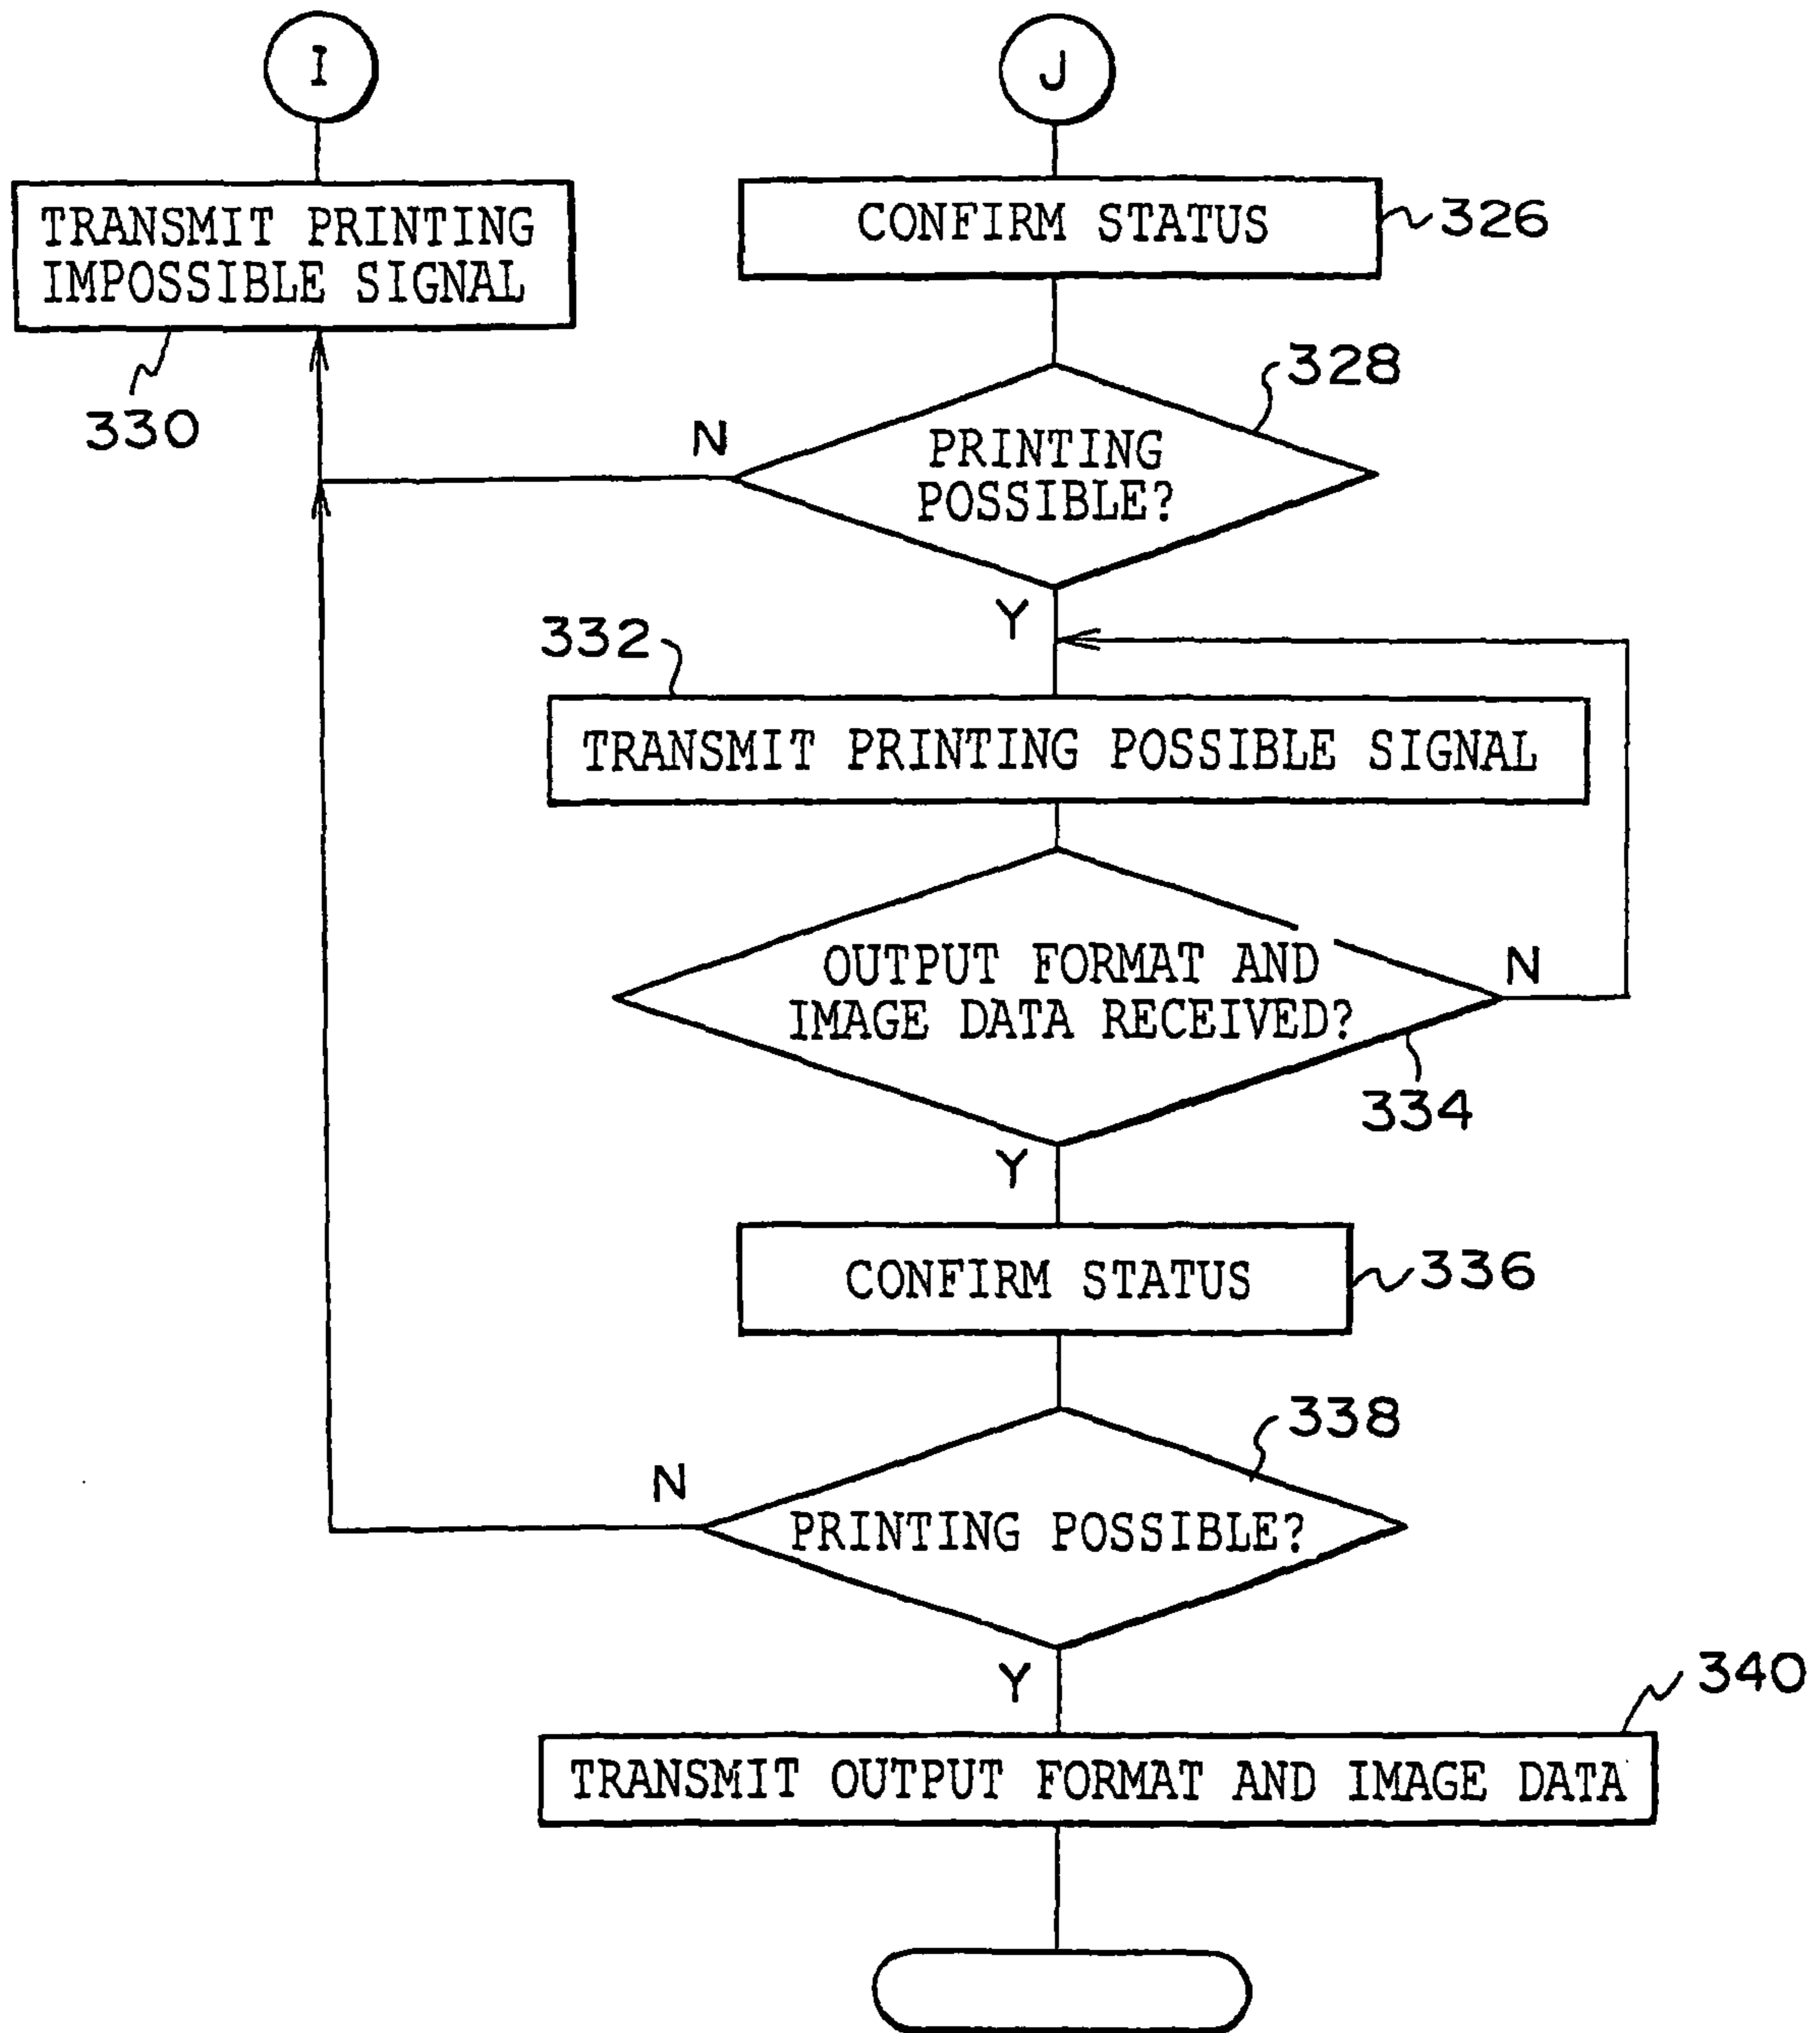 I
J
TRANSMIT PRINTING
IMPOSSIBLE SIGNAL
330
CONFIRM STATUS
326
328
N
PRINTING
POSSIBLE?
Y
332
TRANSMIT PRINTING POSSIBLE SIGNAL
OUTPUT FORMAT AND
IMAGE DATA RECEIVED?
N
334
Y
CONFIRM STATUS
336
338
N
PRINTING POSSIBLE?
Y
340
TRANSMIT OUTPUT FORMAT AND IMAGE DATA